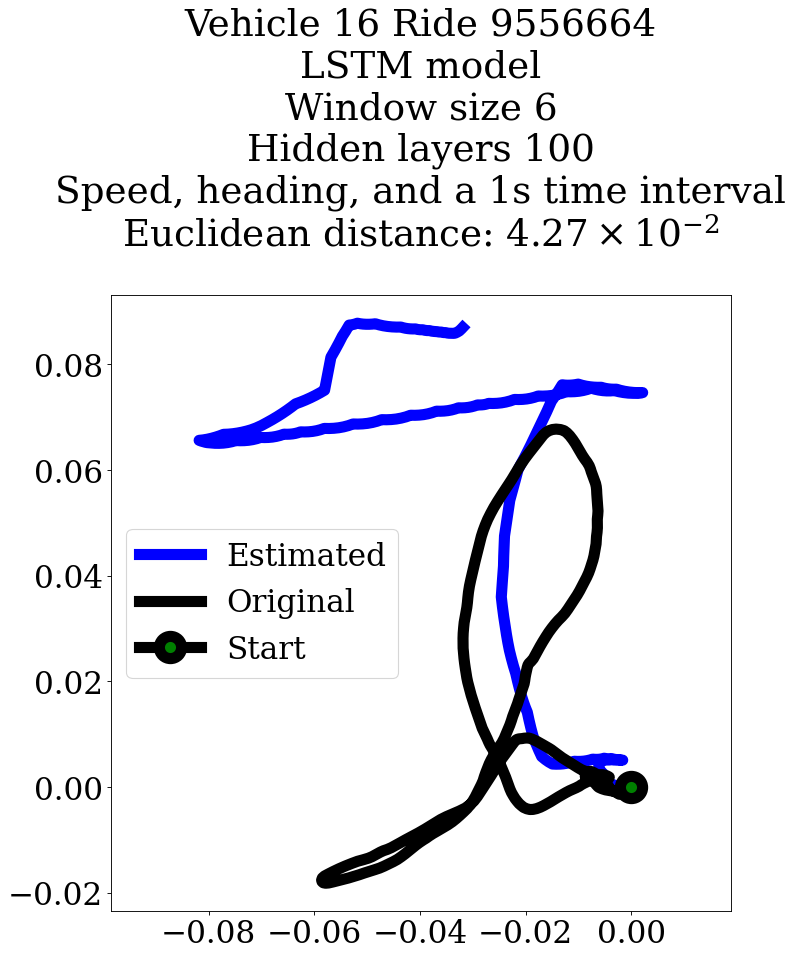 Vehicle 16 Ride 9556664
LSTM model
Window size 6
Hidden layers 100
Speed, heading, and a 1s time interval
Euclidean distance: 4.27 × 10⁻²
0.08
0.06
0.04
0.02
0.00
−0.02
Estimated
Original
Start
−0.08 −0.06 −0.04 −0.02 0.00